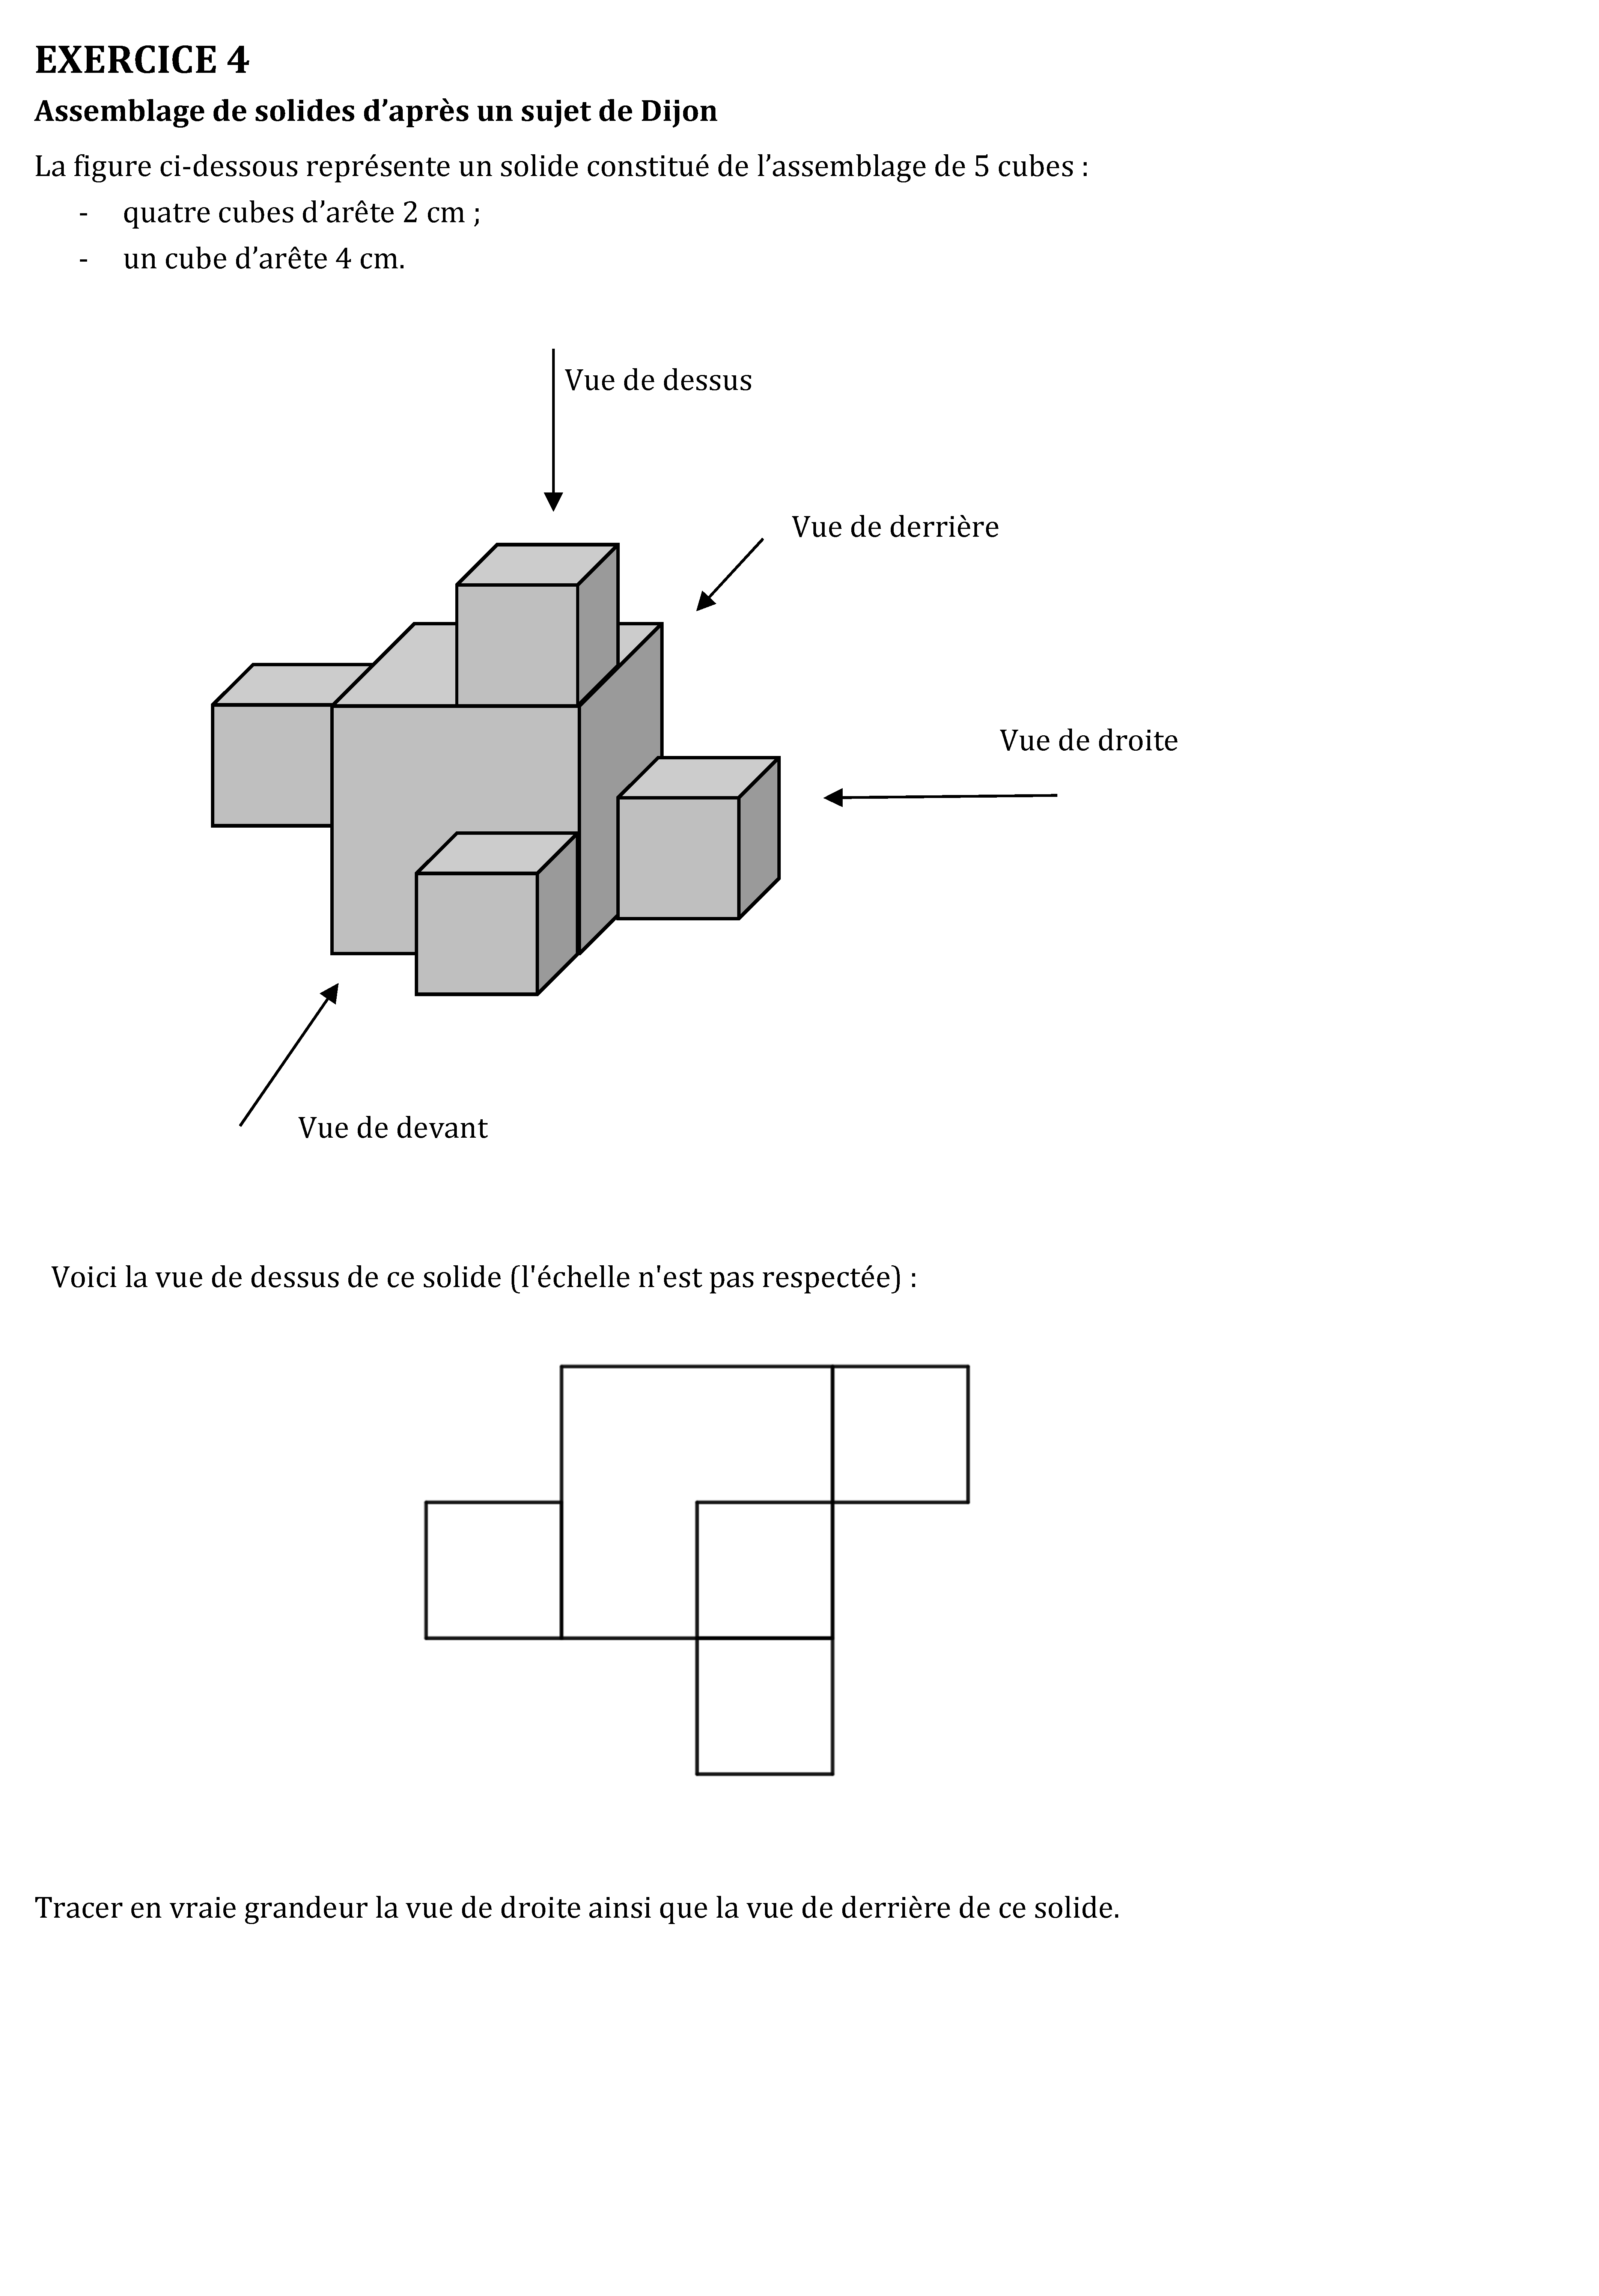 EXERCICE 4
Assemblage de solides d’après un sujet de Dijon
La figure ci-dessous représente un solide constitué de l’assemblage de 5 cubes :
- quatre cubes d’arête 2 cm ;
- un cube d’arête 4 cm.
Vue de dessus
Vue de derrière
Vue de droite
Vue de devant
Voici la vue de dessus de ce solide (l'échelle n'est pas respectée) :
Tracer en vraie grandeur la vue de droite ainsi que la vue de derrière de ce solide.